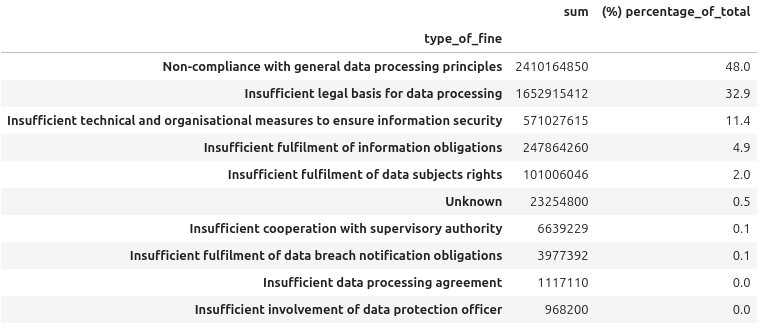 sum (%) percentage_of_total
type_of_fine
Non-compliance with general data processing principles 2410164850 48.0
Insufficient legal basis for data processing 1652915412 32.9
Insufficient technical and organisational measures to ensure information security 571027615 11.4
Insufficient fulfilment of information obligations 247864260 4.9
Insufficient fulfilment of data subjects rights 101006046 2.0
Unknown 23254800 0.5
Insufficient cooperation with supervisory authority 6639229 0.1
Insufficient fulfilment of data breach notification obligations 3977392 0.1
Insufficient data processing agreement 1117110 0.0
Insufficient involvement of data protection officer 968200 0.0